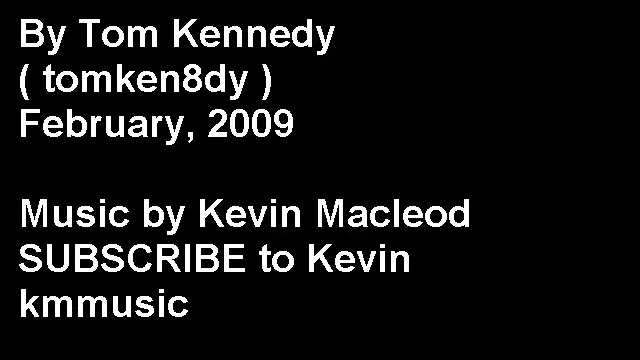 By Tom Kennedy
( tomken8dy )
February, 2009
Music by Kevin Macleod
SUBSCRIBE to Kevin
kmmusic